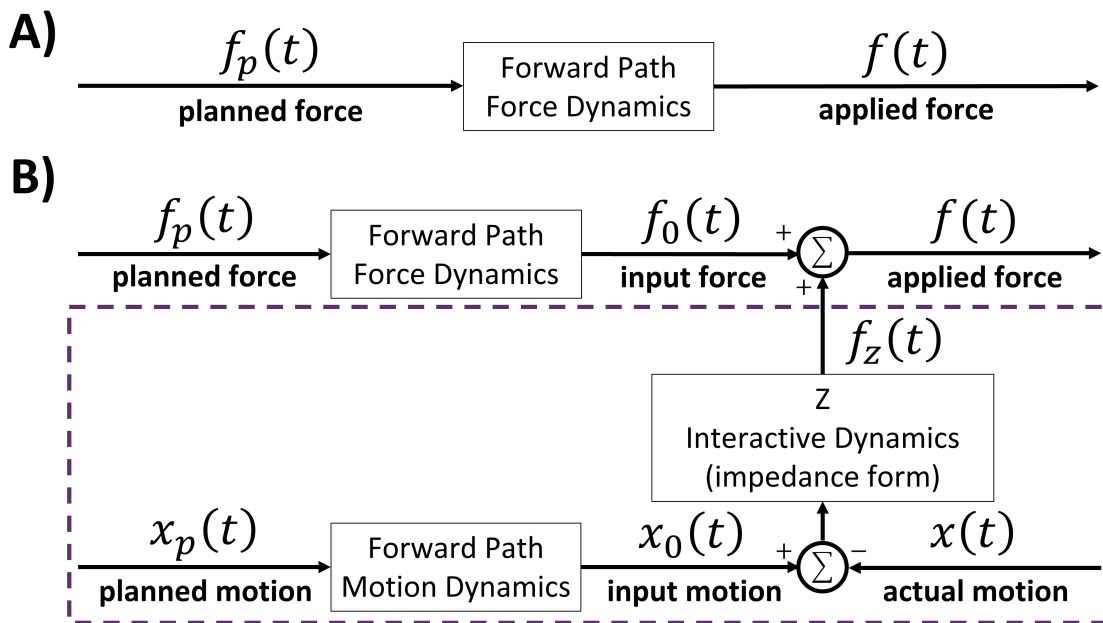 A)
f_p(t)
planned force
Forward Path
Force Dynamics
f(t)
applied force
B)
f_p(t)
planned force
Forward Path
Force Dynamics
f_0(t)
input force
+
Σ
+
f(t)
applied force
f_z(t)
Z
Interactive Dynamics
(impedance form)
x_p(t)
planned motion
Forward Path
Motion Dynamics
x_0(t)
input motion
+
Σ
−
x(t)
actual motion